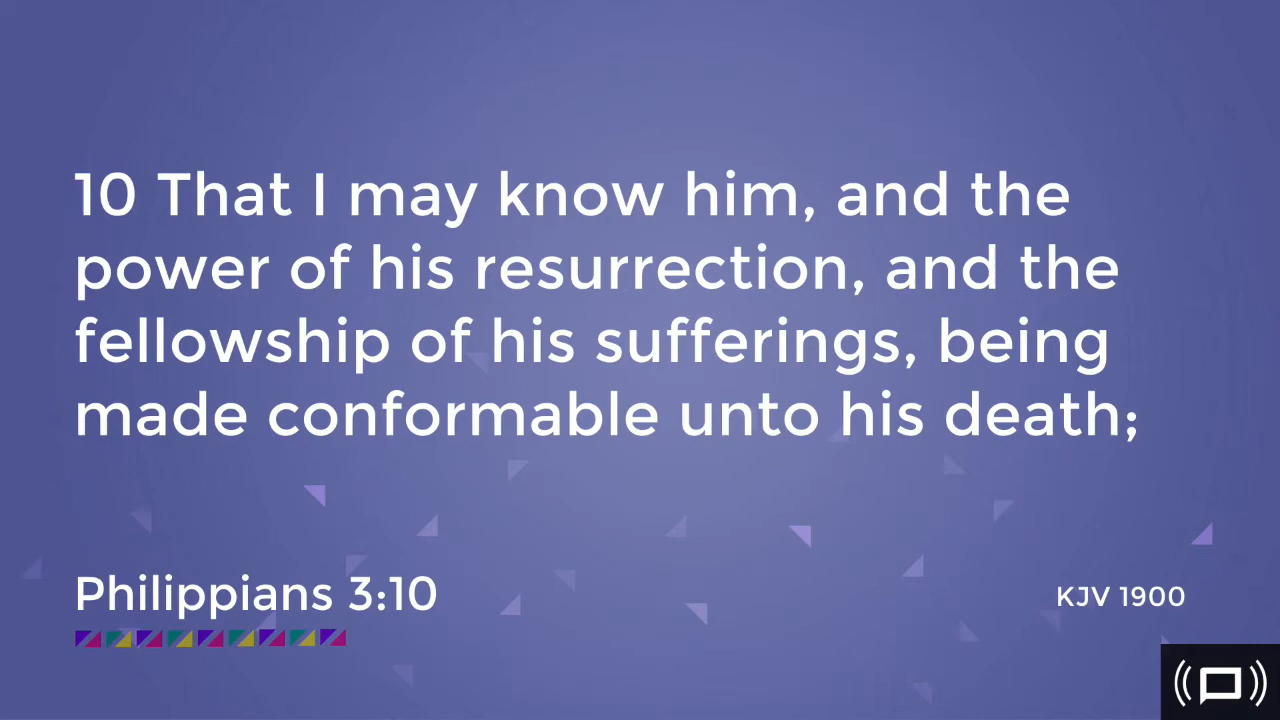 10 That I may know him, and the
power of his resurrection, and the
fellowship of his sufferings, being
made conformable unto his death;
Philippians 3:10
KJV 1900